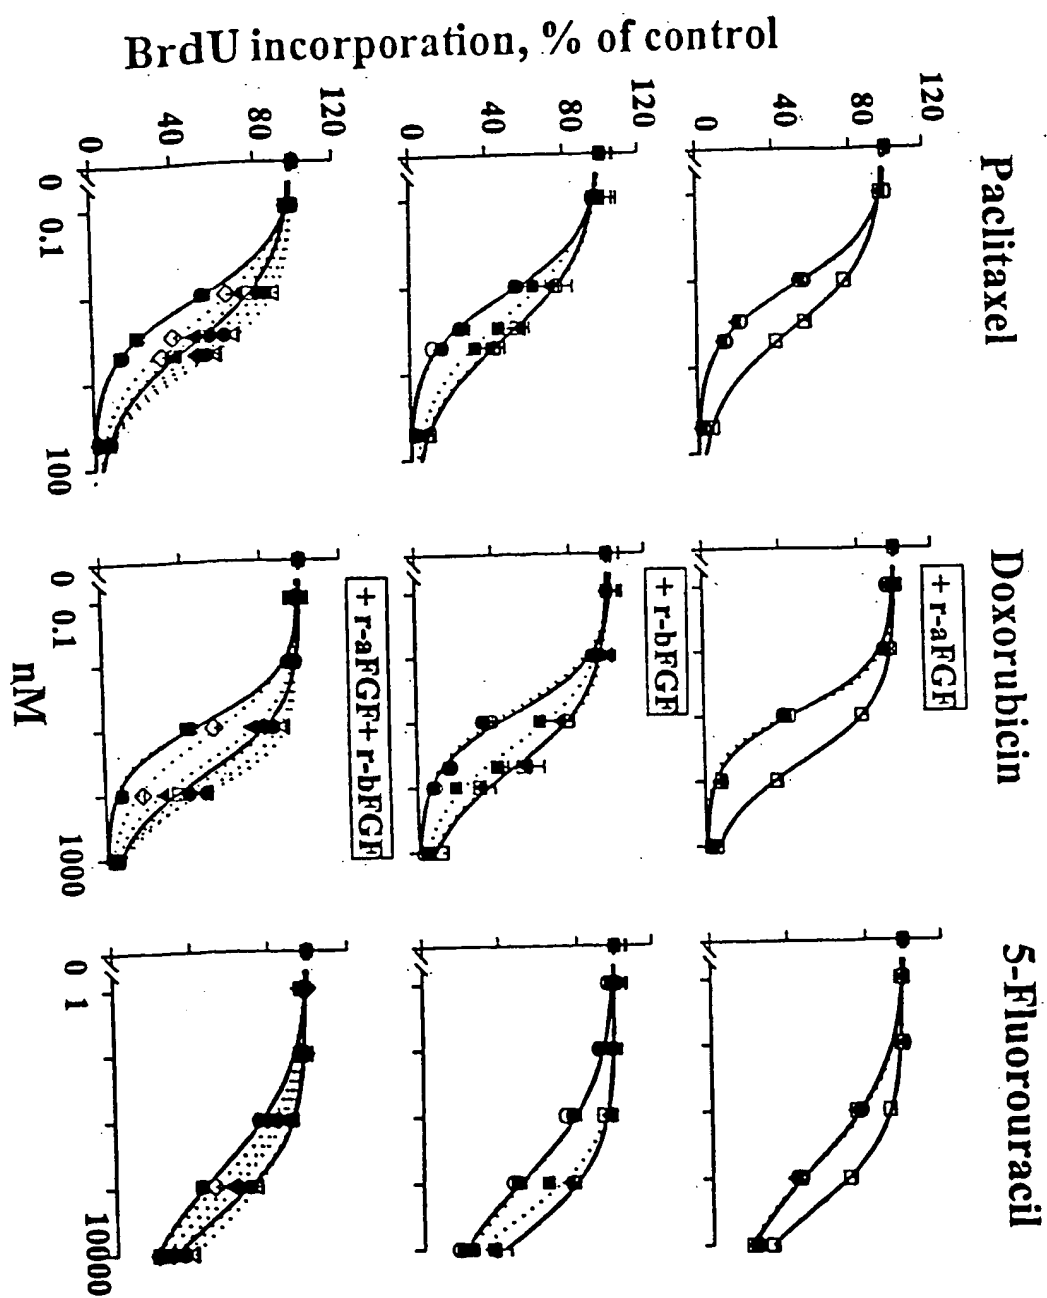 Paclitaxel
Doxorubicin
5-Fluorouracil
BrdU incorporation, % of control
120
80
40
0
+ r-aFGF
120
80
40
0
+ r-bFGF
120
80
40
0
+ r-aFGF+ r-bFGF
0 0.1 100
0 0.1 1000
0 1 10000
nM